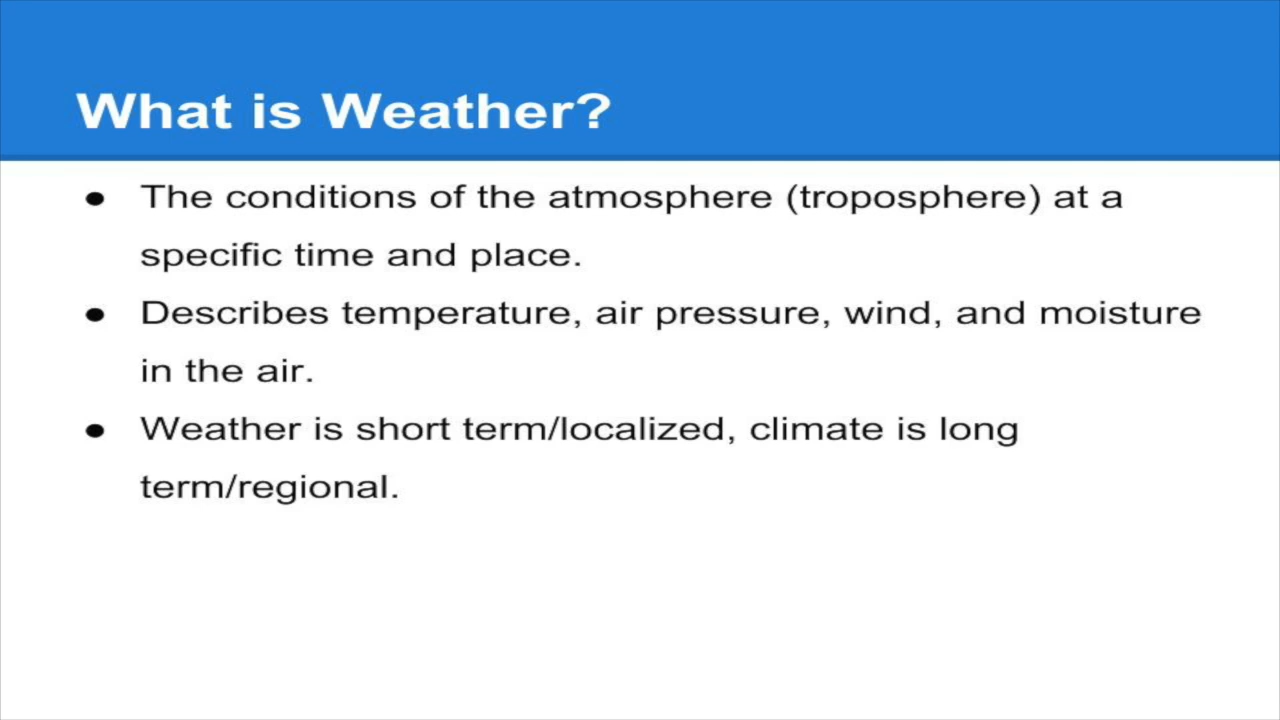 What is Weather?
● The conditions of the atmosphere (troposphere) at a
specific time and place.
● Describes temperature, air pressure, wind, and moisture
in the air.
● Weather is short term/localized, climate is long
term/regional.